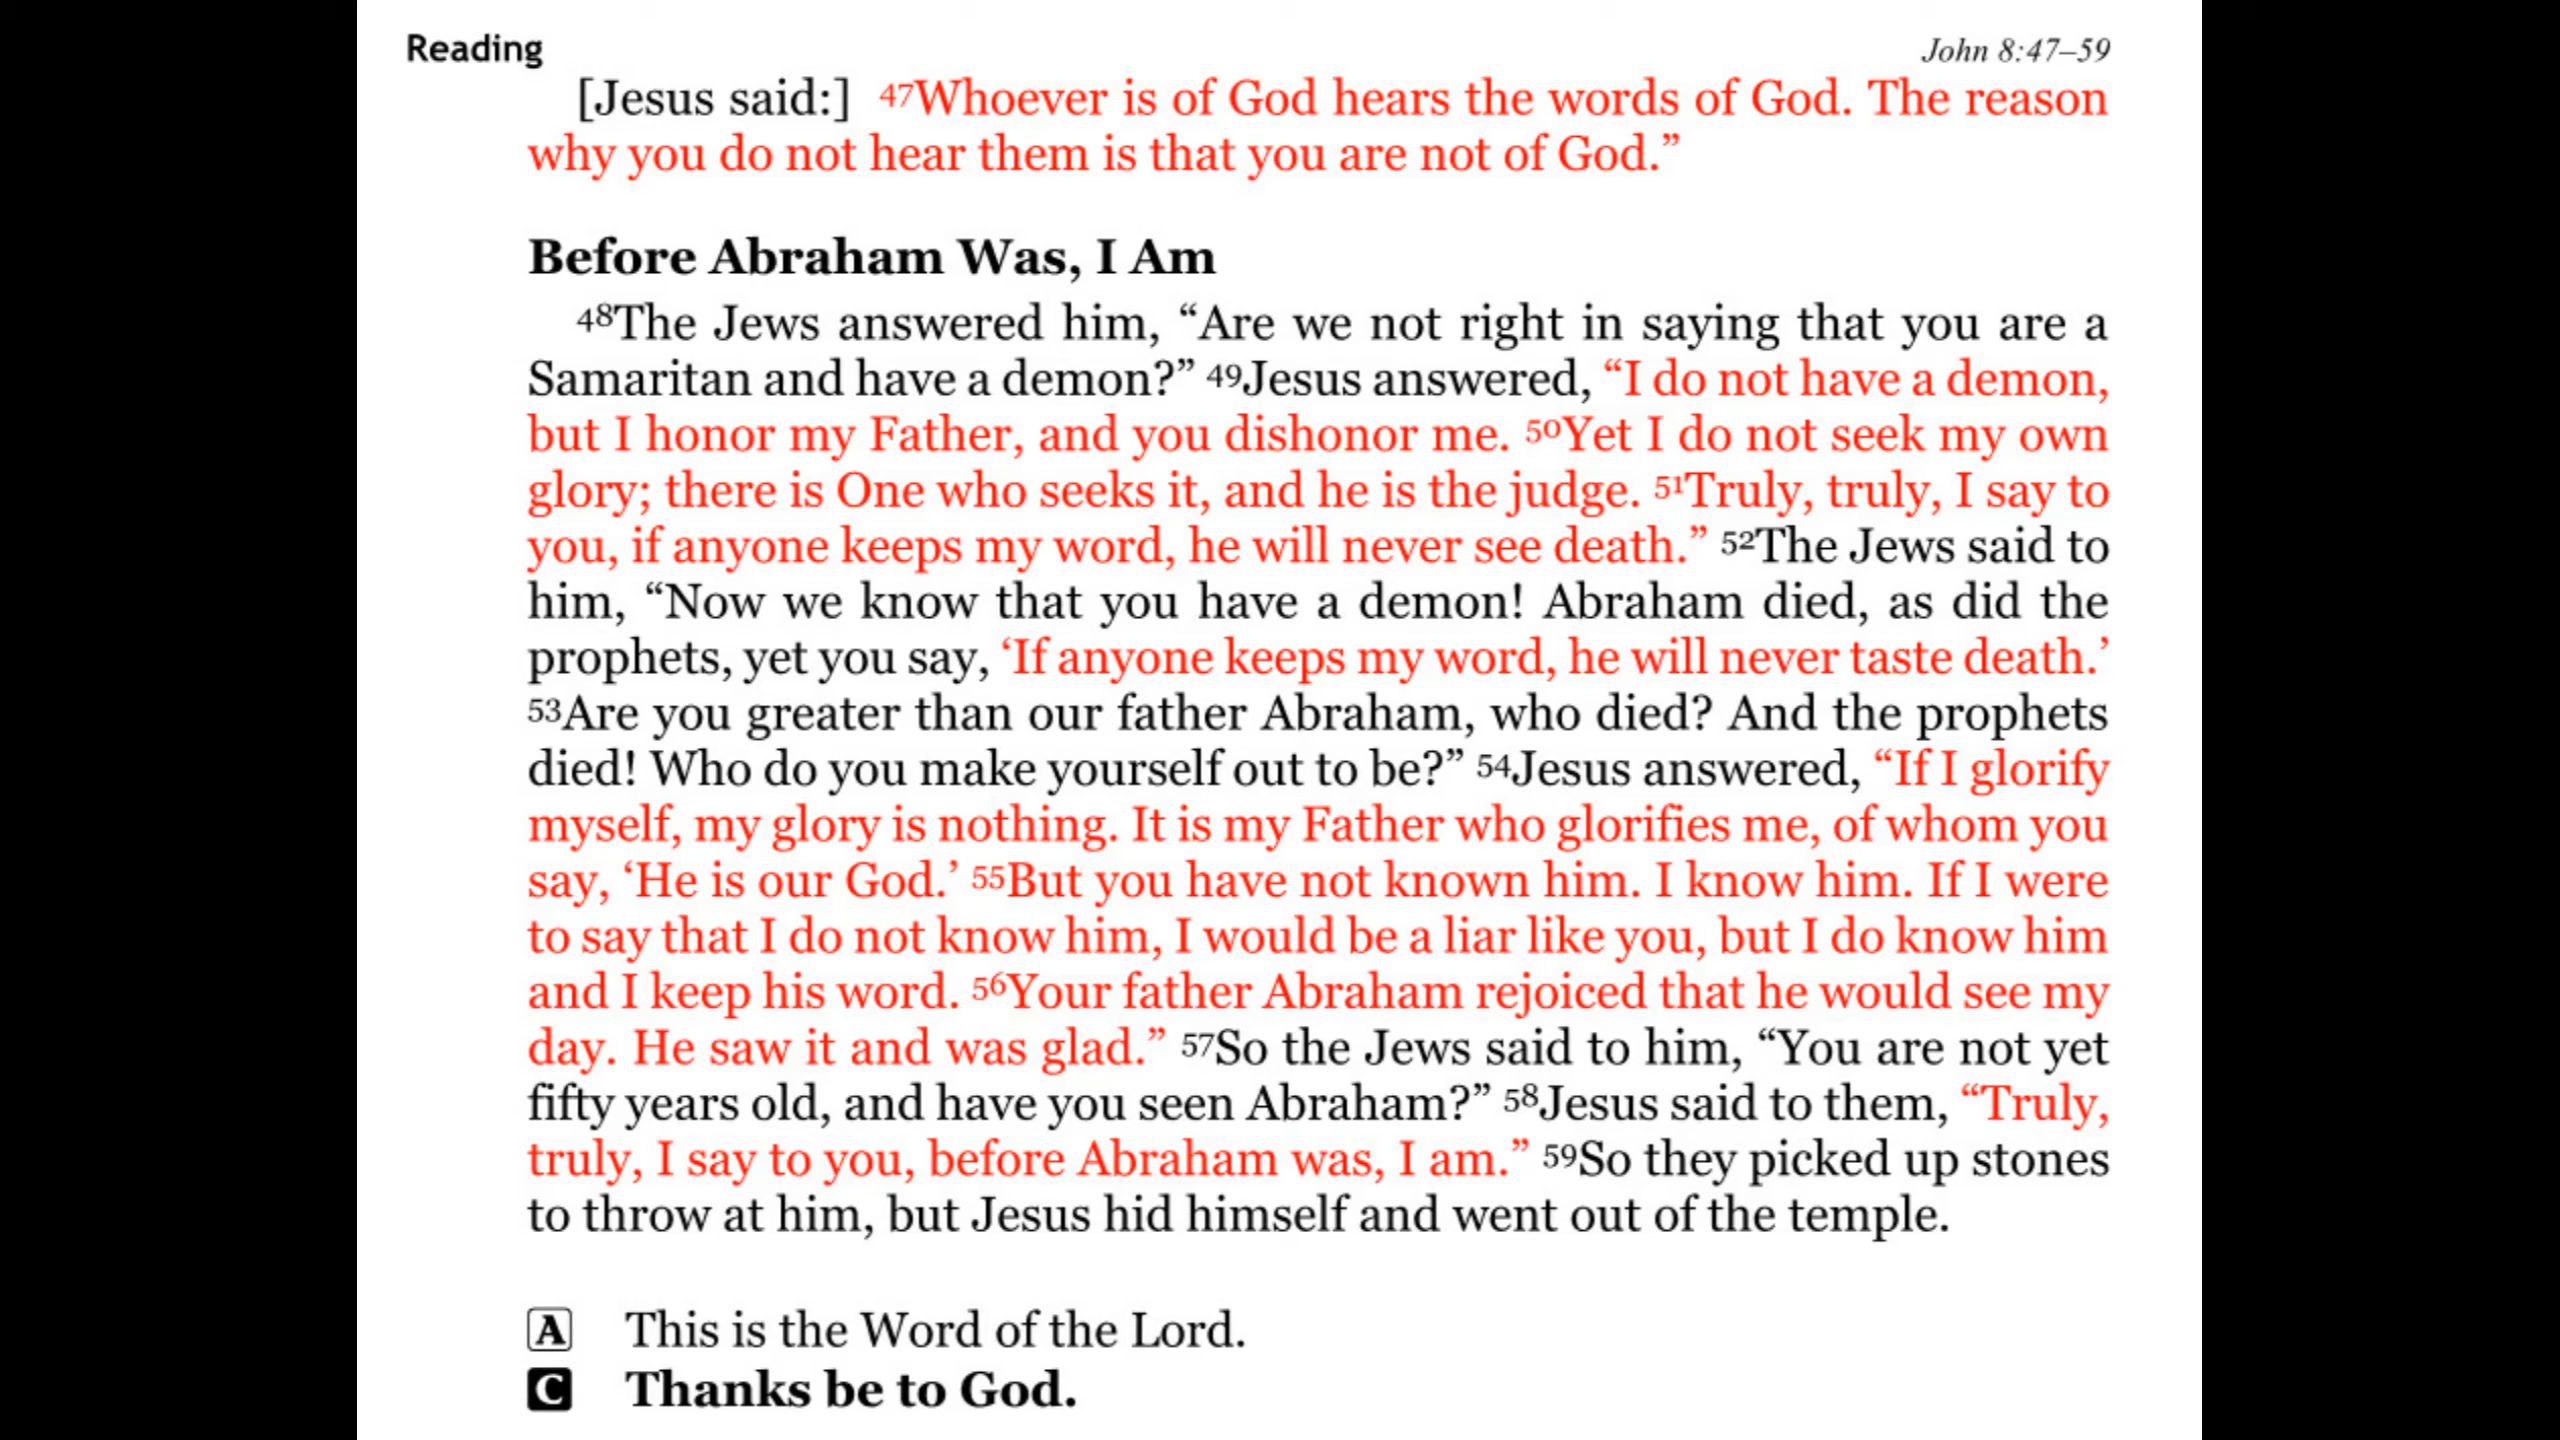 Reading
John 8:47–59
[Jesus said:] 47Whoever is of God hears the words of God. The reason
why you do not hear them is that you are not of God.”
Before Abraham Was, I Am
48The Jews answered him, “Are we not right in saying that you are a
Samaritan and have a demon?” 49Jesus answered, “I do not have a demon,
but I honor my Father, and you dishonor me. 50Yet I do not seek my own
glory; there is One who seeks it, and he is the judge. 51Truly, truly, I say to
you, if anyone keeps my word, he will never see death.” 52The Jews said to
him, “Now we know that you have a demon! Abraham died, as did the
prophets, yet you say, ‘If anyone keeps my word, he will never taste death.’
53Are you greater than our father Abraham, who died? And the prophets
died! Who do you make yourself out to be?” 54Jesus answered, “If I glorify
myself, my glory is nothing. It is my Father who glorifies me, of whom you
say, ‘He is our God.’ 55But you have not known him. I know him. If I were
to say that I do not know him, I would be a liar like you, but I do know him
and I keep his word. 56Your father Abraham rejoiced that he would see my
day. He saw it and was glad.” 57So the Jews said to him, “You are not yet
fifty years old, and have you seen Abraham?” 58Jesus said to them, “Truly,
truly, I say to you, before Abraham was, I am.” 59So they picked up stones
to throw at him, but Jesus hid himself and went out of the temple.
A This is the Word of the Lord.
C Thanks be to God.